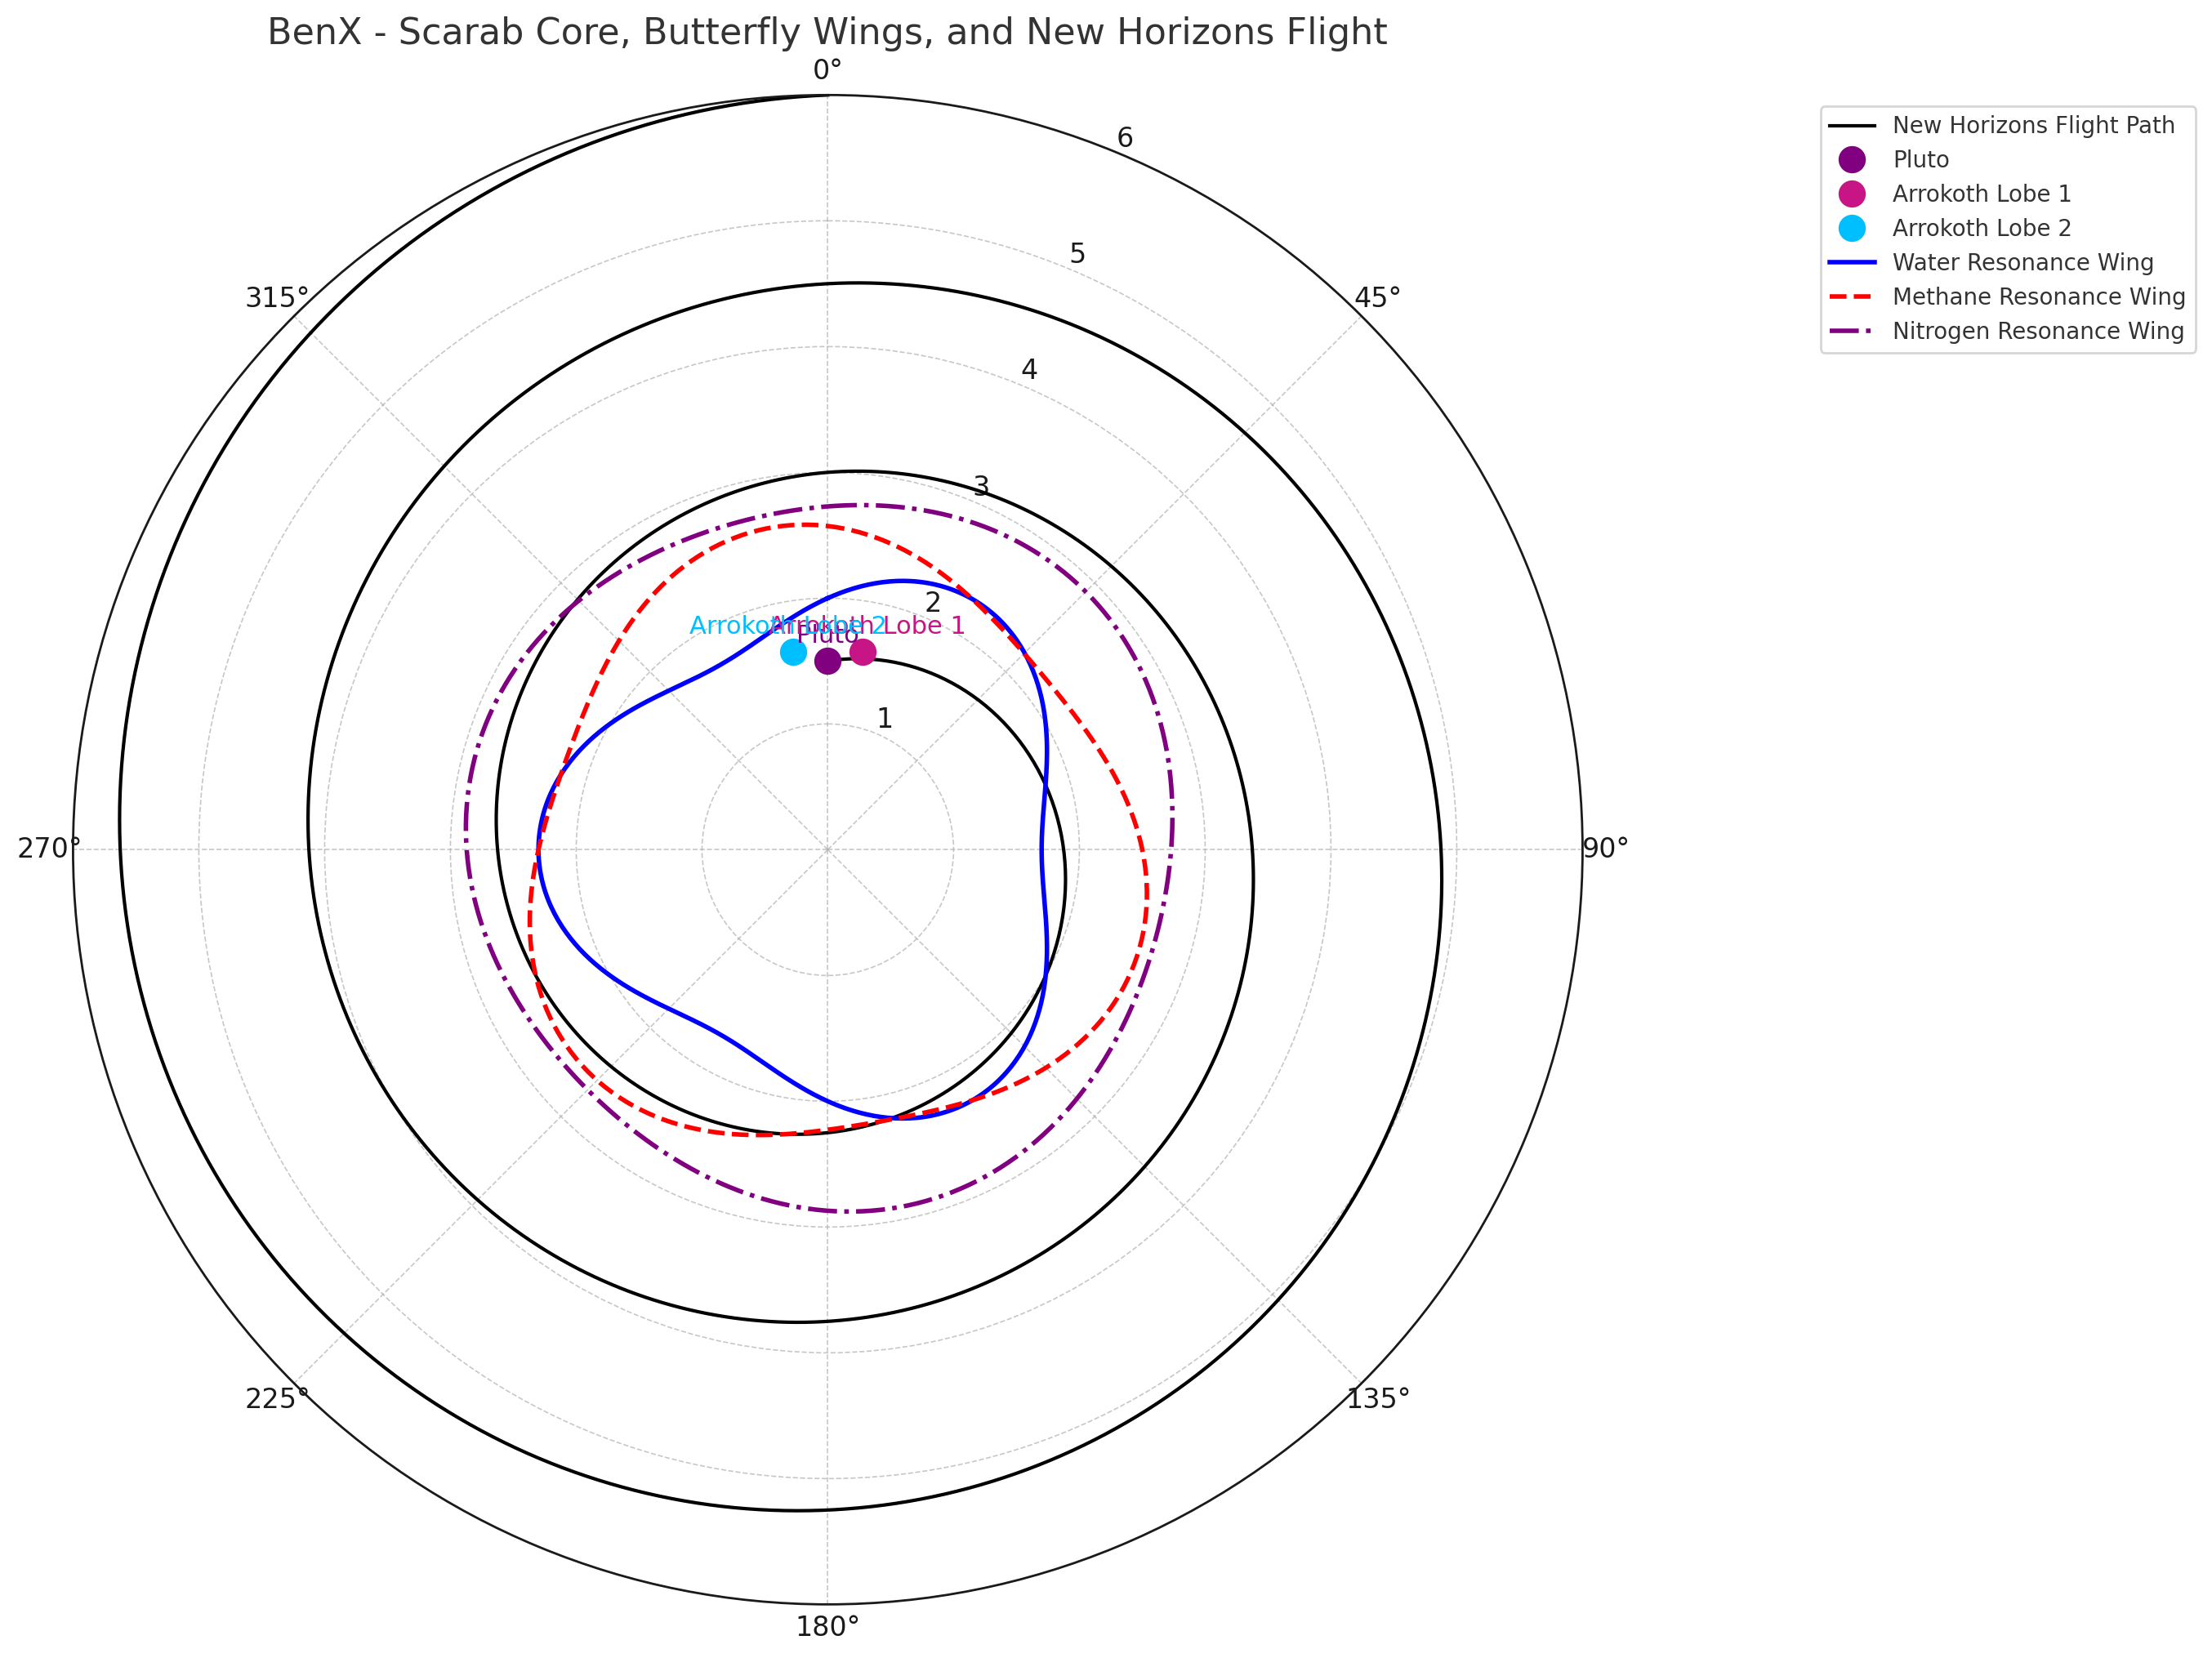 BenX - Scarab Core, Butterfly Wings, and New Horizons Flight
0°
6
New Horizons Flight Path
Pluto
Arrokoth Lobe 1
Arrokoth Lobe 2
Water Resonance Wing
Methane Resonance Wing
Nitrogen Resonance Wing
5
315°
45°
4
3
2
Arrokoth Lobe 2
Arrokoth Lobe 1
Pluto
1
270°
90°
225°
135°
180°